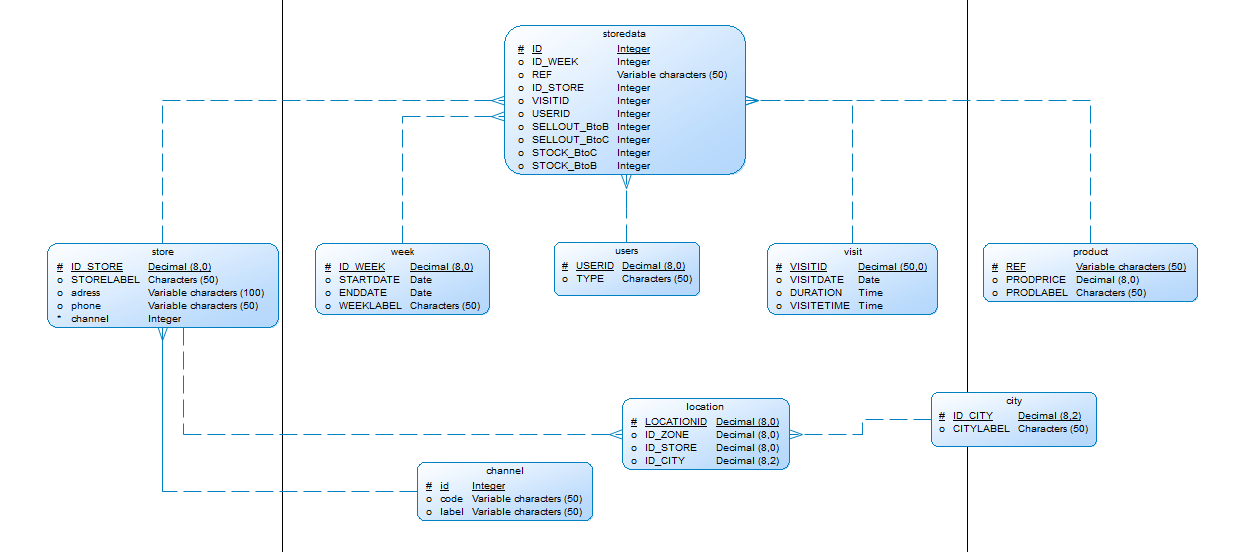 storedata
# ID Integer
o ID_WEEK Integer
o REF Variable characters (50)
o ID_STORE Integer
o VISITID Integer
o USERID Integer
o SELLOUT_BtoB Integer
o SELLOUT_BtoC Integer
o STOCK_BtoC Integer
o STOCK_BtoB Integer
store
# ID_STORE Decimal (8,0)
o STORELABEL Characters (50)
o adress Variable characters (100)
o phone Variable characters (50)
* channel Integer
week
# ID_WEEK Decimal (8,0)
o STARTDATE Date
o ENDDATE Date
o WEEKLABEL Characters (50)
users
# USERID Decimal (8,0)
o TYPE Characters (50)
visit
# VISITID Decimal (50,0)
o VISITDATE Date
o DURATION Time
o VISITETIME Time
product
# REF Variable characters (50)
o PRODPRICE Decimal (8,0)
o PRODLABEL Characters (50)
location
# LOCATIONID Decimal (8,0)
o ID_ZONE Decimal (8,0)
o ID_STORE Decimal (8,0)
o ID_CITY Decimal (8,2)
city
# ID_CITY Decimal (8,2)
o CITYLABEL Characters (50)
channel
# id Integer
o code Variable characters (50)
o label Variable characters (50)